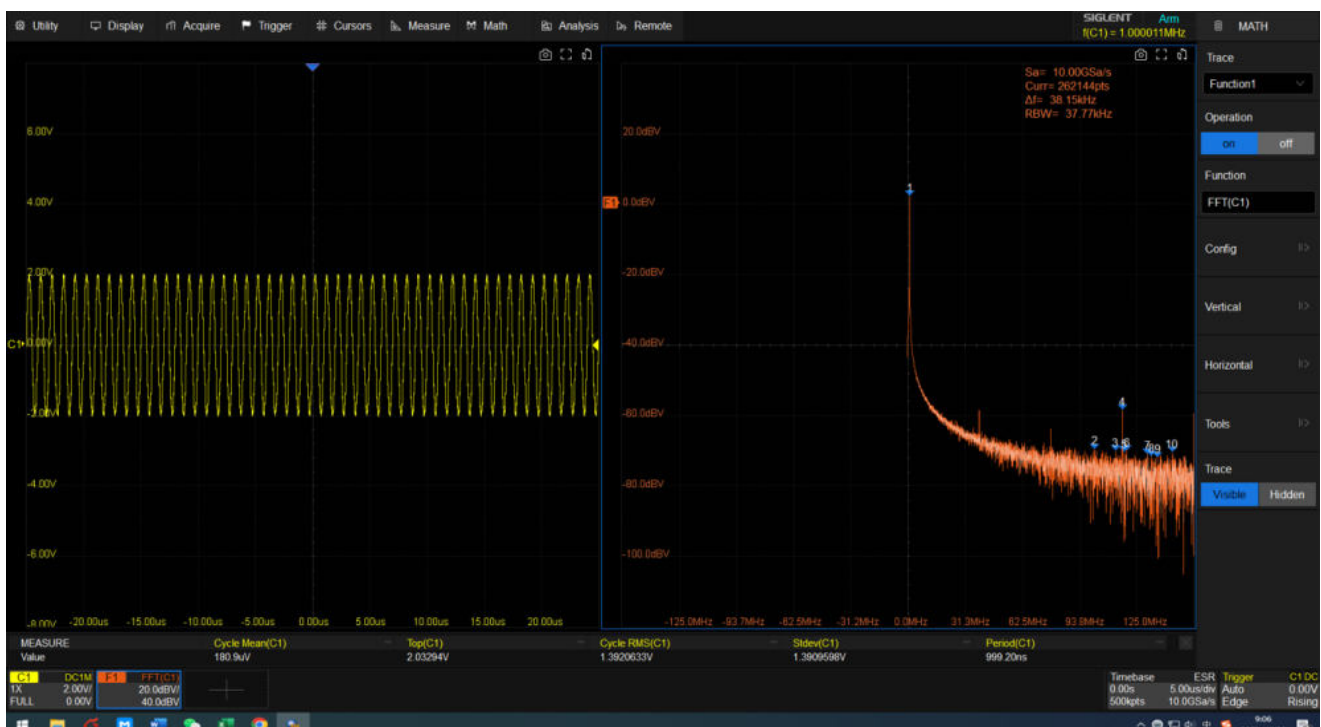 Utility Display Acquire Trigger Cursors Measure Math Analysis Remote
SIGLENT Arm
f(C1) = 1.000011MHz
MATH
Trace
Function1
Operation
on off
Function
FFT(C1)
Config
Vertical
Horizontal
Tools
Trace
Visible Hidden
6.00V
4.00V
2.00V
C1 0.00V
-2.00V
-4.00V
-6.00V
-8.00V
-20.00us -15.00us -10.00us -5.00us 0.00us 5.00us 10.00us 15.00us 20.00us
Sa= 10.00GSa/s
Curr= 262144pts
Δf= 38.15kHz
RBW= 37.77kHz
20.0dBV
F1 0.0dBV
-20.0dBV
-40.0dBV
-60.0dBV
-80.0dBV
-100.0dBV
1
4
2 3 7 8 9 10
-125.0MHz -93.7MHz -62.5MHz -31.2MHz 0.0MHz 31.3MHz 62.5MHz 93.8MHz 125.0MHz
MEASURE Cycle Mean(C1) Top(C1) Cycle RMS(C1) Stdev(C1) Period(C1)
Value 180.9uV 2.03294V 1.3920633V 1.3909598V 999.20ns
C1 DC1M
1X 2.00V/
FULL 0.00V
F1 FFT(C1)
20.0dBV/
40.0dBV
Timebase ESR
0.00s 5.00us/div
500kpts 10.0GSa/s
Trigger C1 DC
Auto 0.00V
Edge Rising
9:06